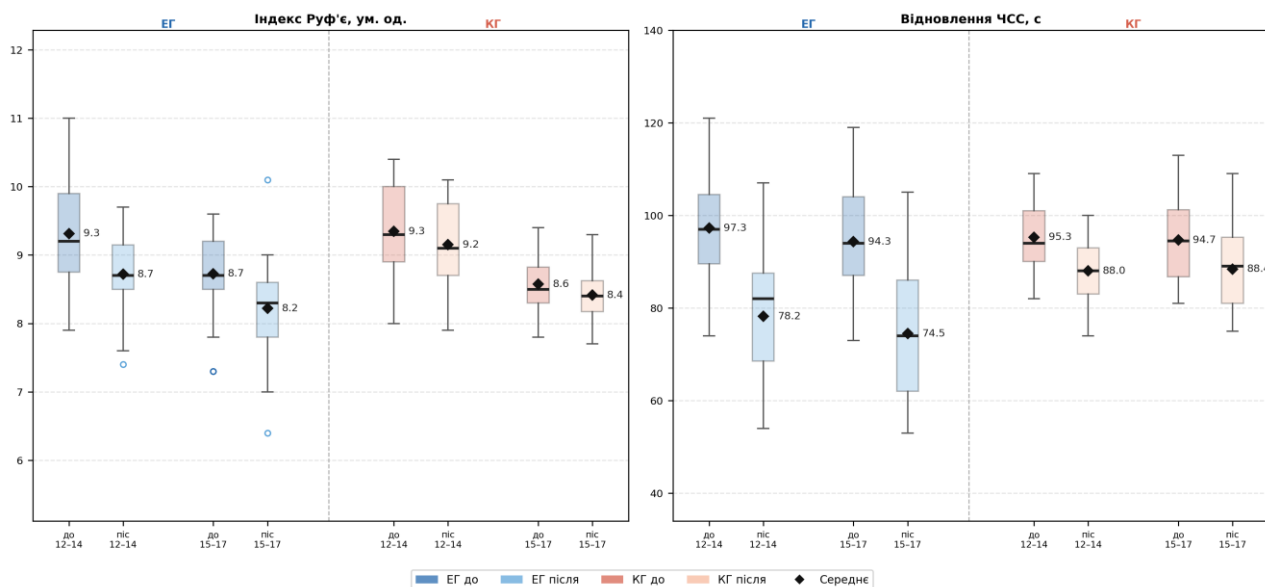 Індекс Руф'є, ум. од.
ЕГ
КГ
12
11
10
9
8
7
6
9.3
8.7
8.7
8.2
9.3
9.2
8.6
8.4
до
12–14
піс
12–14
до
15–17
піс
15–17
до
12–14
піс
12–14
до
15–17
піс
15–17
Відновлення ЧСС, с
ЕГ
КГ
140
120
100
80
60
40
97.3
78.2
94.3
74.5
95.3
88.0
94.7
88.4
до
12–14
піс
12–14
до
15–17
піс
15–17
до
12–14
піс
12–14
до
15–17
піс
15–17
ЕГ до ЕГ після КГ до КГ після Середнє